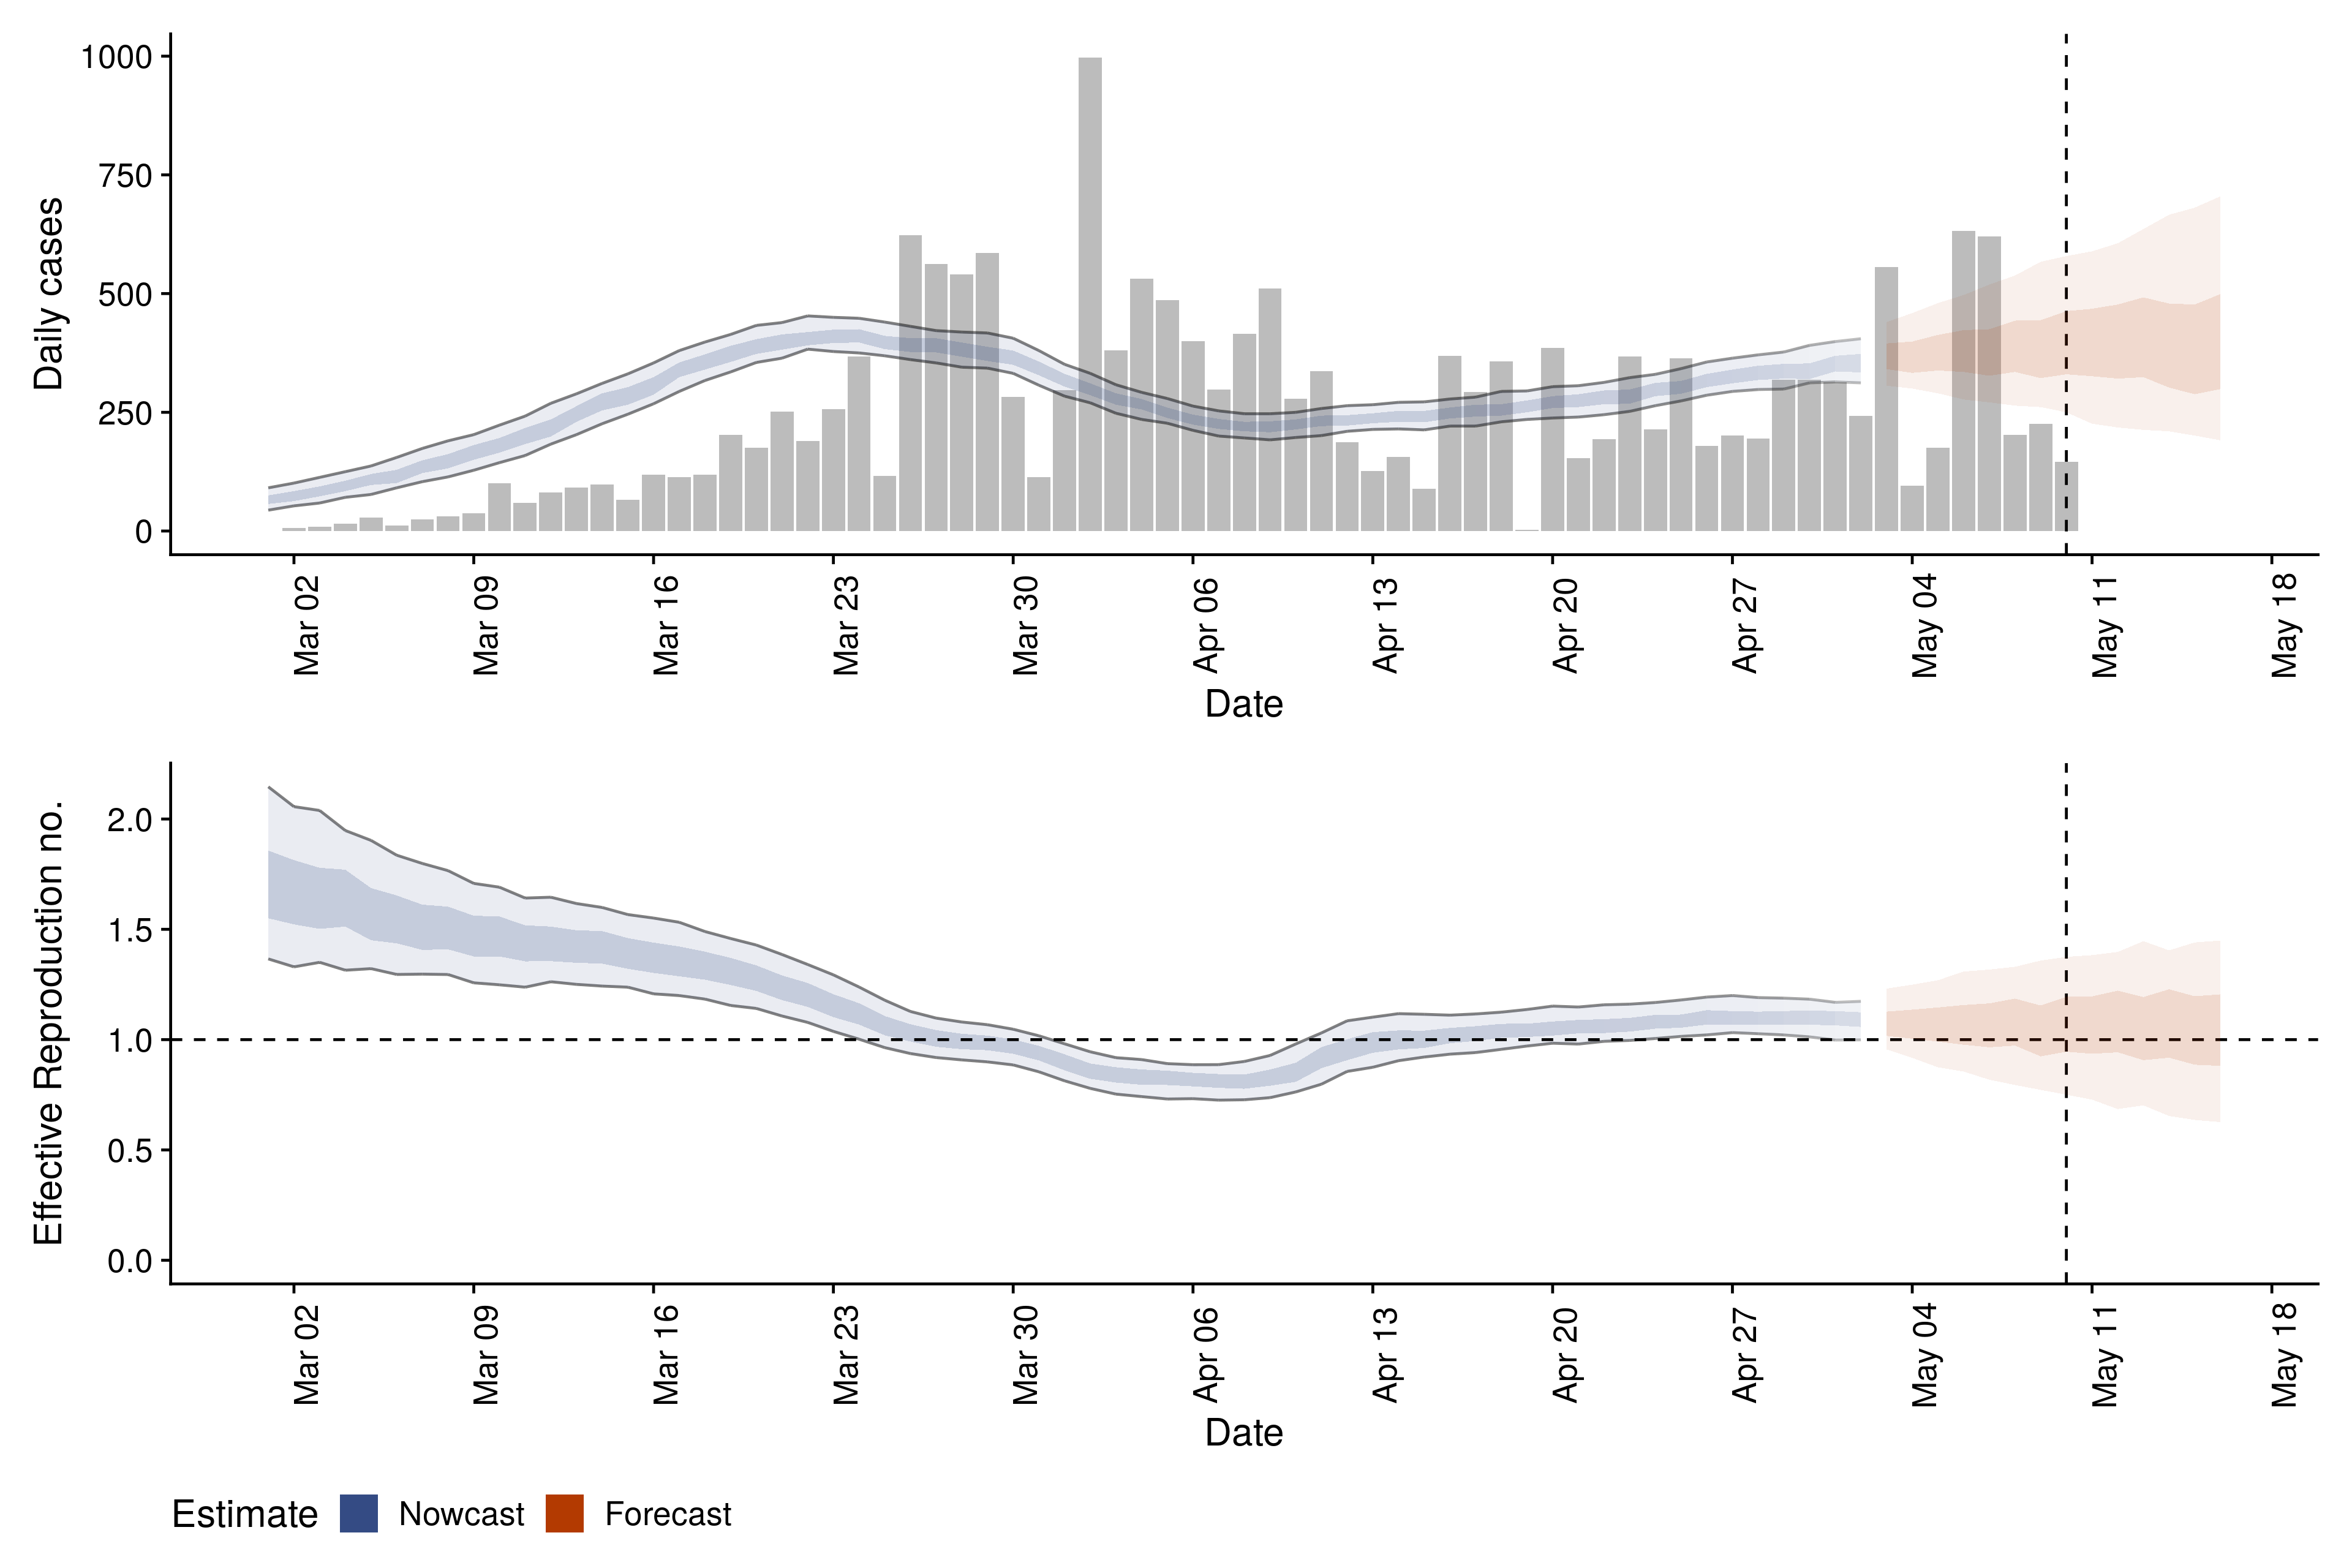 Daily cases
1000
750
500
250
0
Mar 02
Mar 09
Mar 16
Mar 23
Mar 30
Apr 06
Apr 13
Apr 20
Apr 27
May 04
May 11
May 18
Date
Effective Reproduction no.
2.0
1.5
1.0
0.5
0.0
Mar 02
Mar 09
Mar 16
Mar 23
Mar 30
Apr 06
Apr 13
Apr 20
Apr 27
May 04
May 11
May 18
Date
Estimate Nowcast Forecast